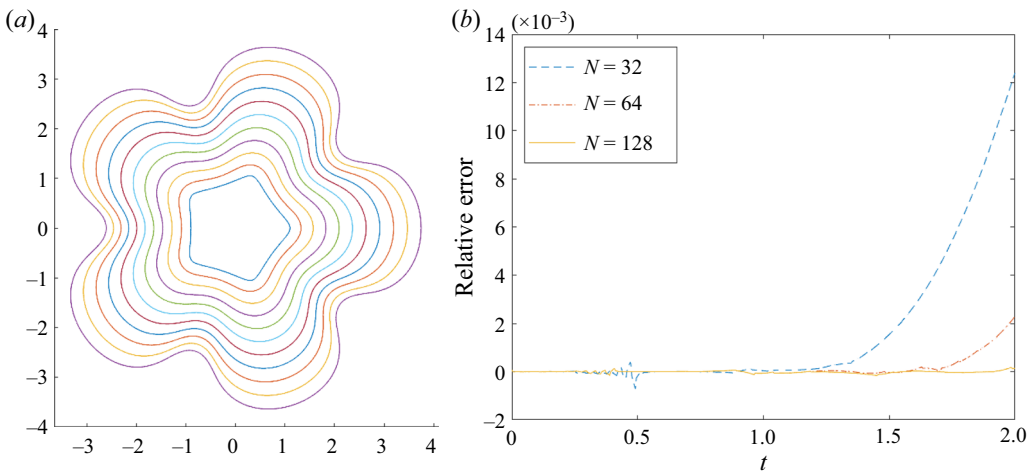 (a)
4
3
2
1
0
–1
–2
–3
–4
–3 –2 –1 0 1 2 3 4
(b) (×10–3)
14
12
10
8
6
4
2
0
–2
Relative error
N = 32
N = 64
N = 128
0 0.5 1.0 1.5 2.0
t